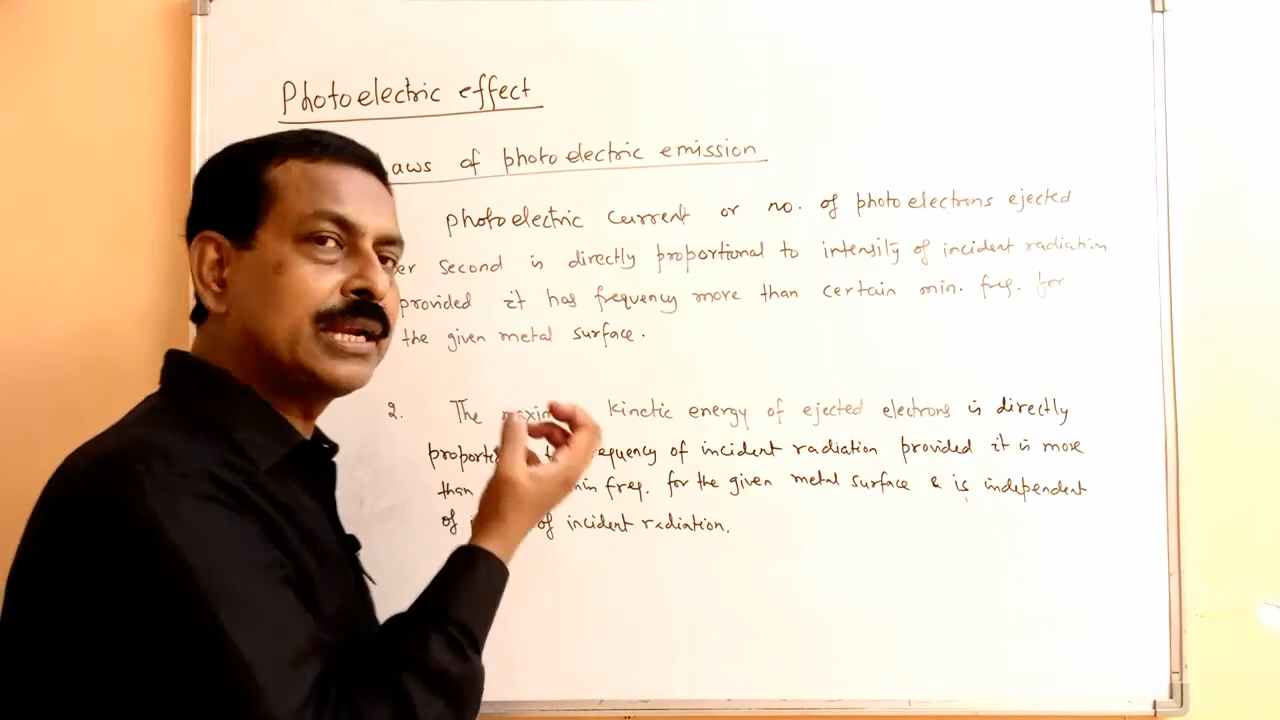 Photoelectric effect
aws of photoelectric emission
photoelectric current or no. of photoelectrons ejected
er second is directly proportional to intensity of incident radiation
provided it has frequency more than certain min. freq. for
the given metal surface.
2. The maxim kinetic energy of ejected electrons is directly
proporti equency of incident radiation provided it is more
than min freq. for the given metal surface & is independent
of of incident radiation.